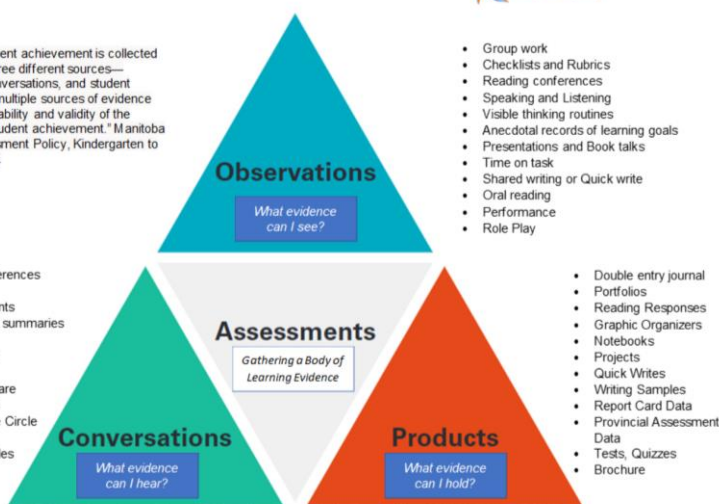 ent achievement is collected
ree different sources—
versations, and student
multiple sources of evidence
ability and validity of the
udent achievement." Manitoba
sment Policy, Kindergarten to
• Group work
• Checklists and Rubrics
• Reading conferences
• Speaking and Listening
• Visible thinking routines
• Anecdotal records of learning goals
• Presentations and Book talks
• Time on task
• Shared writing or Quick write
• Oral reading
• Performance
• Role Play
Observations
What evidence
can I see?
erences
nts
summaries
are
Circle
les
Assessments
Gathering a Body of
Learning Evidence
Conversations
What evidence
can I hear?
Products
What evidence
can I hold?
• Double entry journal
• Portfolios
• Reading Responses
• Graphic Organizers
• Notebooks
• Projects
• Quick Writes
• Writing Samples
• Report Card Data
• Provincial Assessment
Data
• Tests, Quizzes
• Brochure